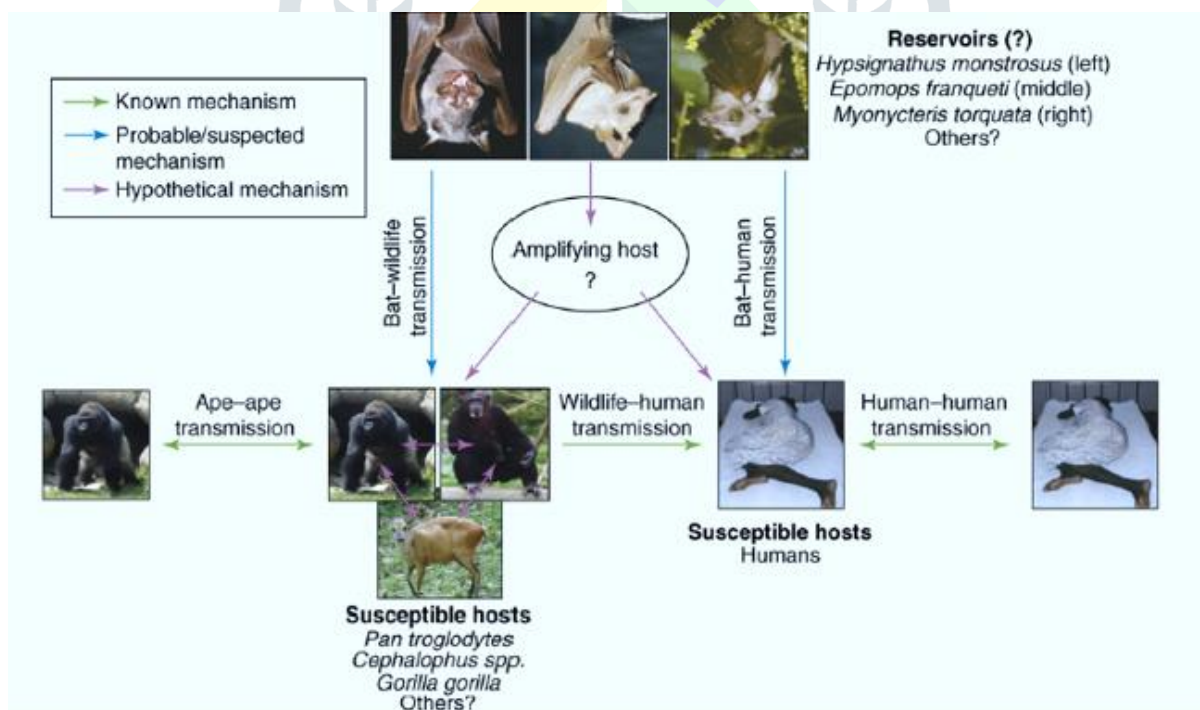 Reservoirs (?)
Hypsignathus monstrosus (left)
Epomops franqueti (middle)
Myonycteris torquata (right)
Others?
Known mechanism
Probable/suspected
mechanism
Hypothetical mechanism
Bat–wildlife
transmission
Amplifying host
?
Bat–human
transmission
Ape–ape
transmission
Wildlife–human
transmission
Human–human
transmission
Susceptible hosts
Humans
Susceptible hosts
Pan troglodytes
Cephalophus spp.
Gorilla gorilla
Others?